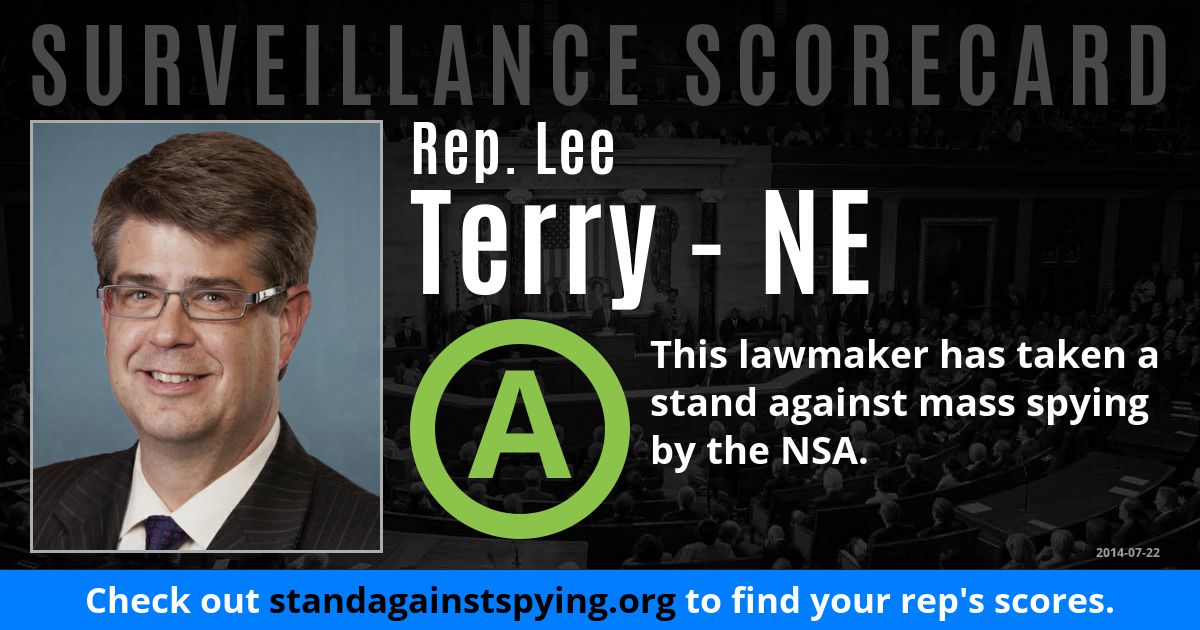 SURVEILLANCE SCORECARD
Rep. Lee
Terry - NE
A
This lawmaker has taken a
stand against mass spying
by the NSA.
2014-07-22
Check out standagainstspying.org to find your rep's scores.